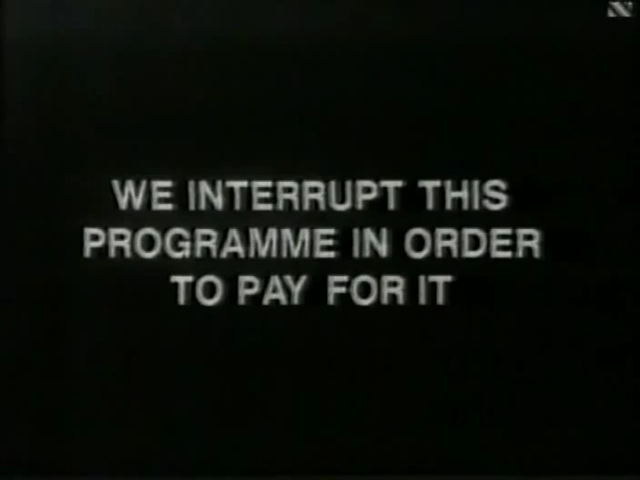 WE INTERRUPT THIS
PROGRAMME IN ORDER
TO PAY FOR IT